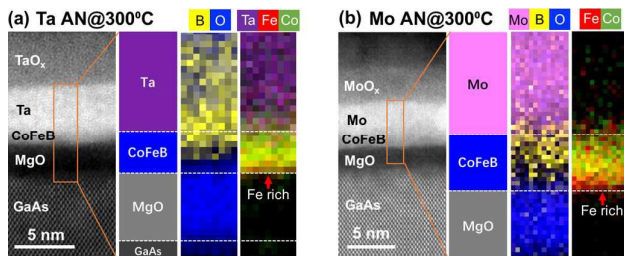 (a) Ta AN@300ºC
B O Ta Fe Co
TaOₓ
Ta
CoFeB
MgO
GaAs
5 nm
Ta
CoFeB
MgO
GaAs
Fe rich
(b) Mo AN@300ºC
Mo B O Fe Co
MoOₓ
Mo
CoFeB
MgO
GaAs
5 nm
Mo
CoFeB
MgO
Fe rich